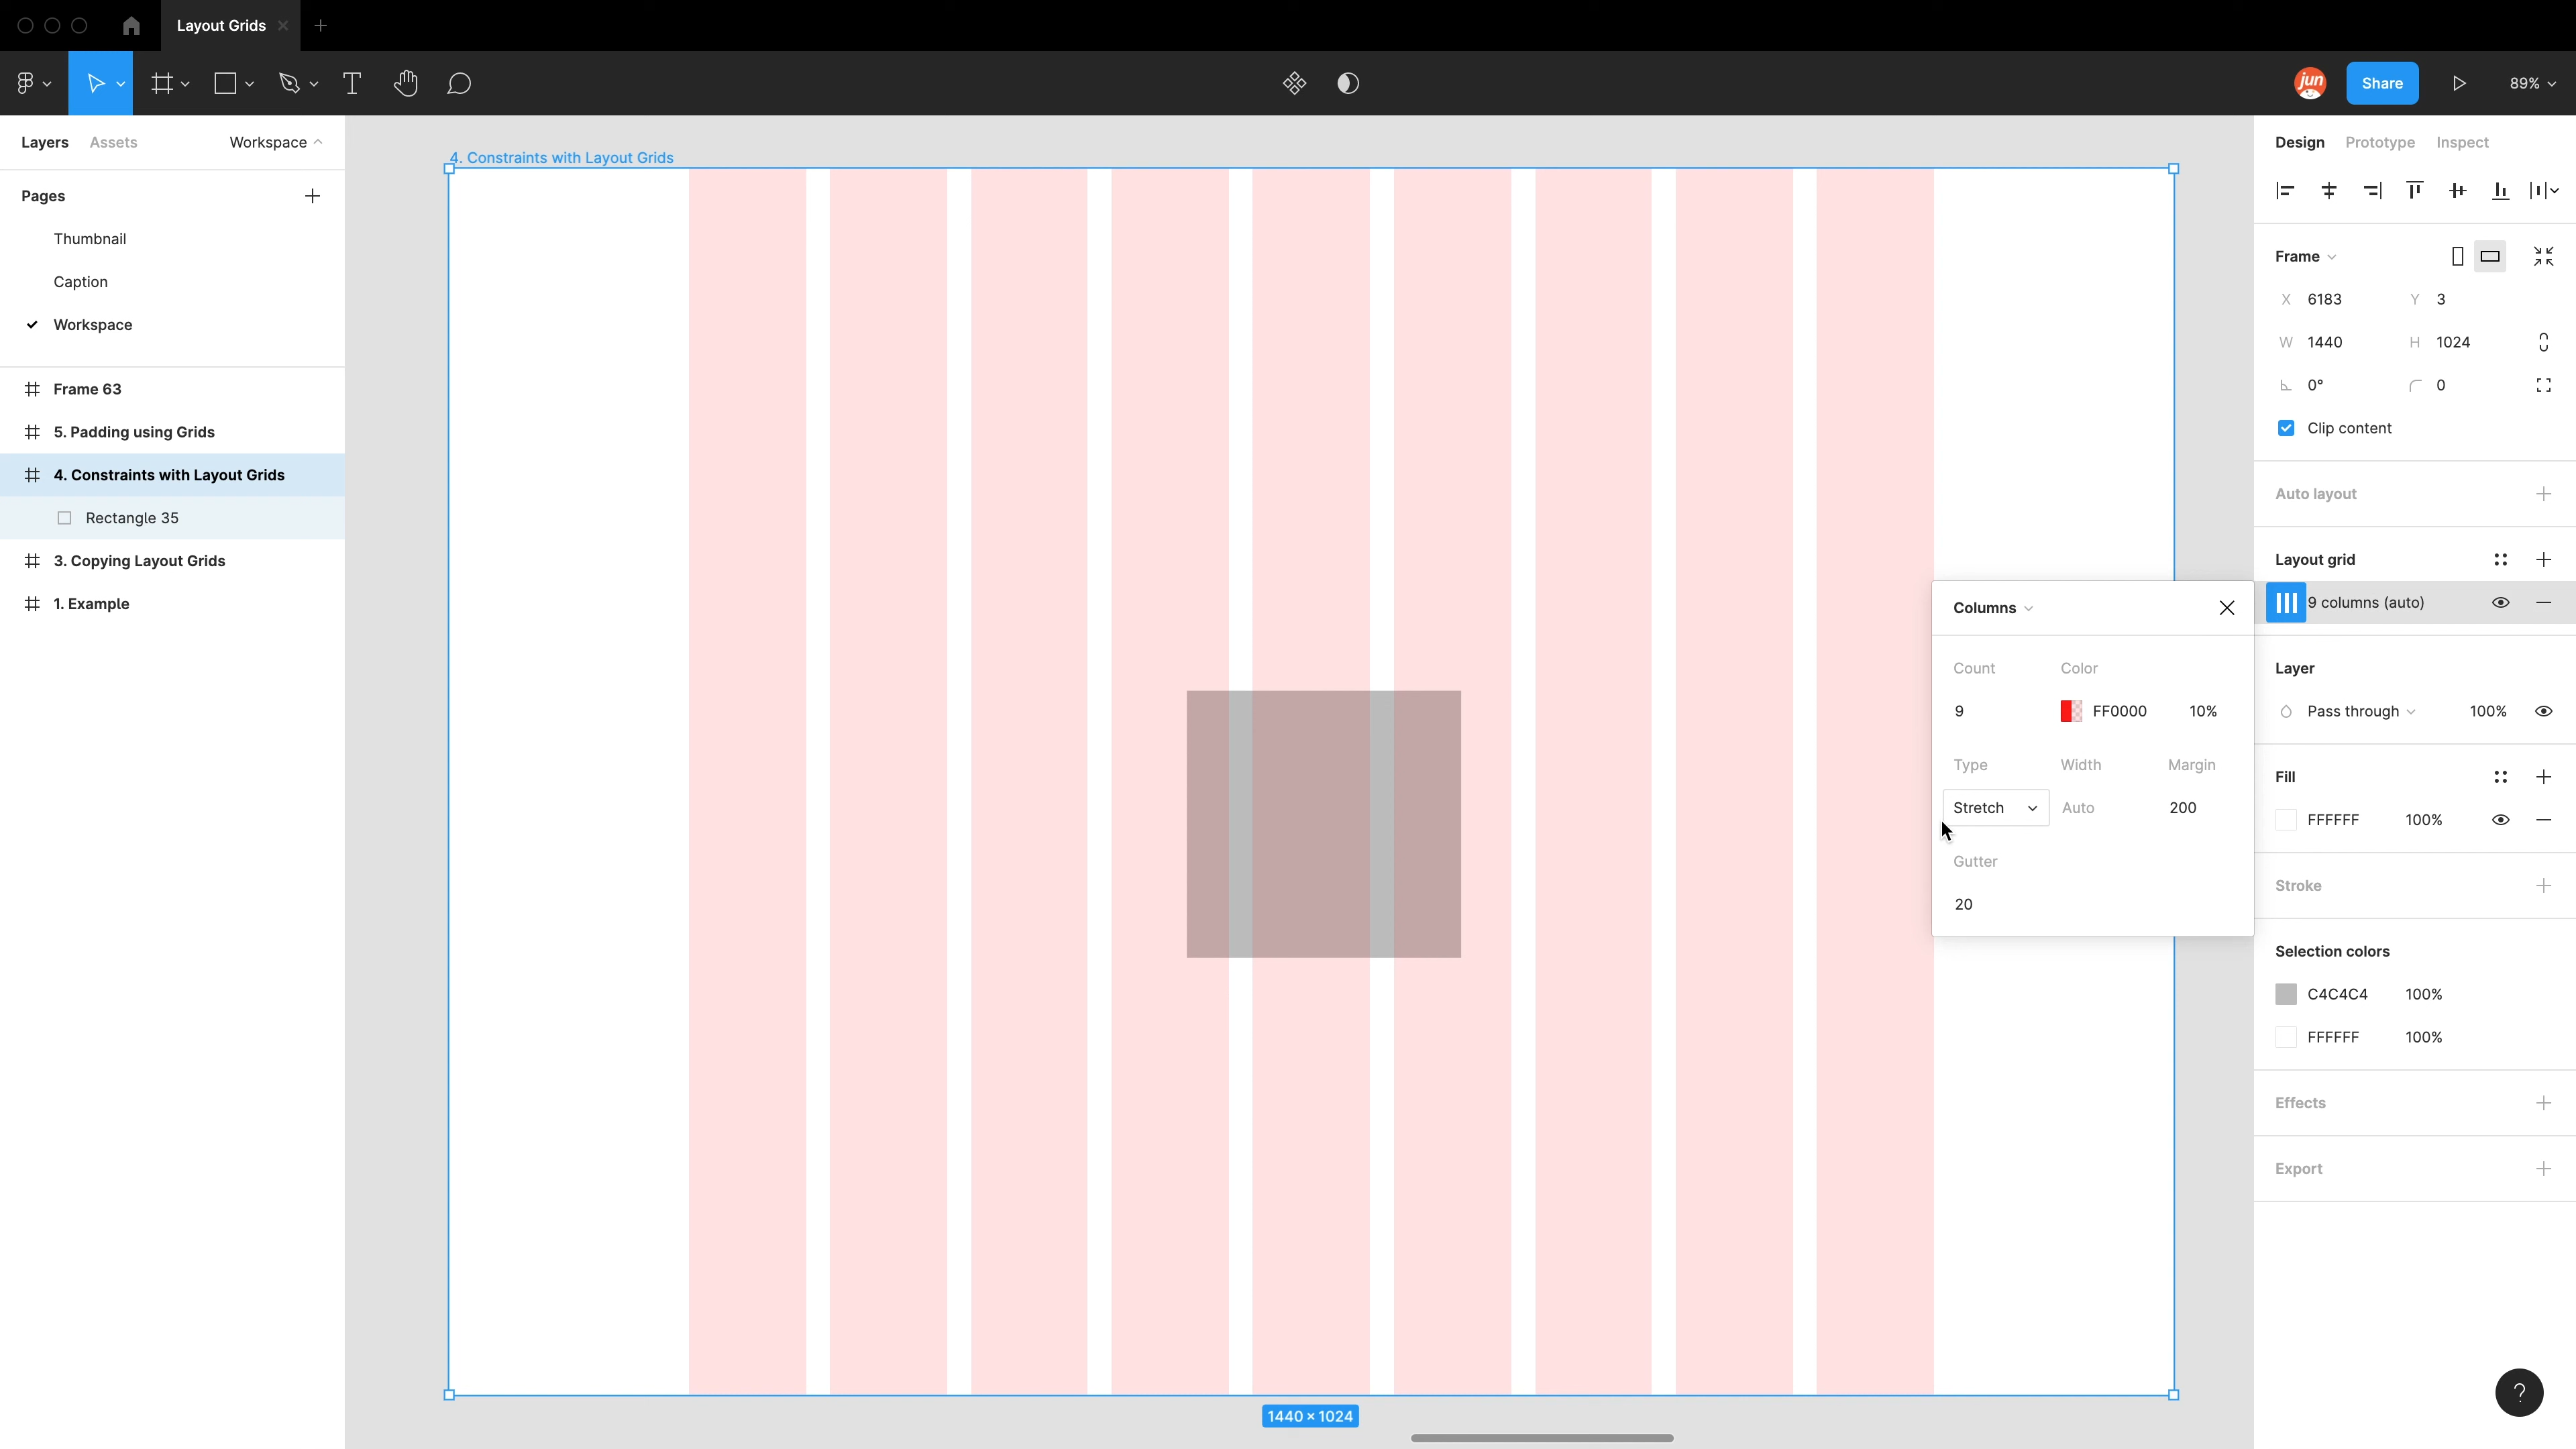 Layout Grids
jun
Share
89%
Layers Assets Workspace
Pages
Thumbnail
Caption
Workspace
Frame 63
5. Padding using Grids
4. Constraints with Layout Grids
Rectangle 35
3. Copying Layout Grids
1. Example
4. Constraints with Layout Grids
1440 × 1024
Columns
Count Color
9 FF0000 10%
Type Width Margin
Stretch Auto 200
Gutter
20
Design Prototype Inspect
Frame
X 6183 Y 3
W 1440 H 1024
0° 0
Clip content
Auto layout
Layout grid
9 columns (auto)
Layer
Pass through 100%
Fill
FFFFFF 100%
Stroke
Selection colors
C4C4C4 100%
FFFFFF 100%
Effects
Export
?